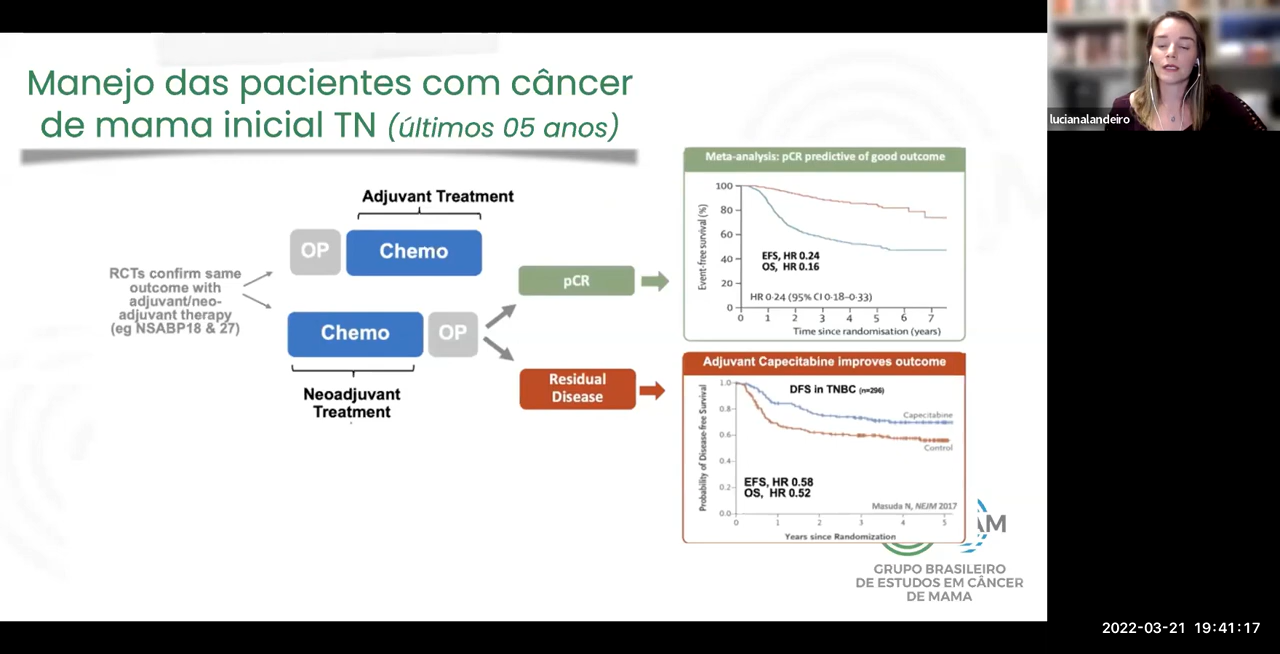 Manejo das pacientes com câncer
de mama inicial TN (últimos 05 anos)
Adjuvant Treatment
OP
Chemo
RCTs confirm same
outcome with
adjuvant/neo-
adjuvant therapy
(eg NSABP18 & 27)
Chemo
OP
Neoadjuvant
Treatment
pCR
Residual
Disease
Meta-analysis: pCR predictive of good outcome
Event-free survival (%)
100
80
60
40
20
0
EFS, HR 0.24
OS, HR 0.16
HR 0·24 (95% CI 0·18–0·33)
0 1 2 3 4 5 6 7
Time since randomisation (years)
Adjuvant Capecitabine improves outcome
Probability of Disease-free Survival
1.0
0.8
0.6
0.4
0.2
0.0
DFS in TNBC (n=296)
Capecitabine
Control
EFS, HR 0.58
OS, HR 0.52
Masuda N, NEJM 2017
0 1 2 3 4 5
Years since Randomization
AM
GRUPO BRASILEIRO
DE ESTUDOS EM CÂNCER
DE MAMA
lucianalandeiro
2022-03-21 19:41:17